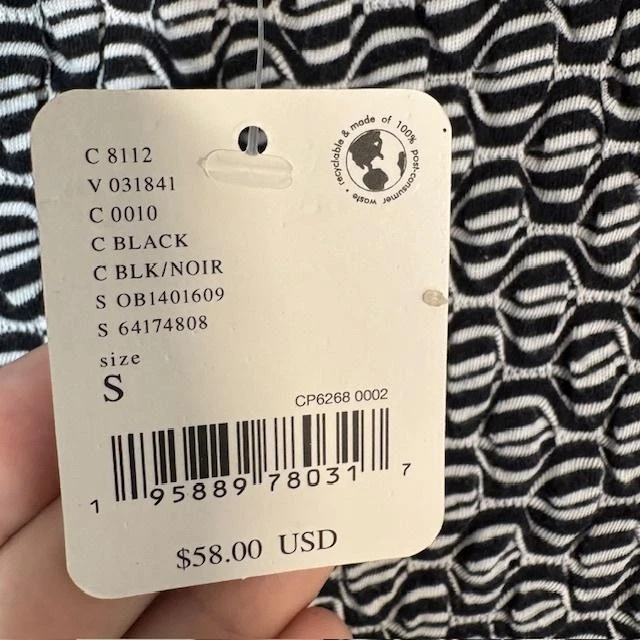 C 8112
V 031841
C 0010
C BLACK
C BLK/NOIR
S OB1401609
S 64174808
size
S
recyclable & made of 100% post-consumer waste •
CP6268 0002
1 95889 78031 7
$58.00 USD